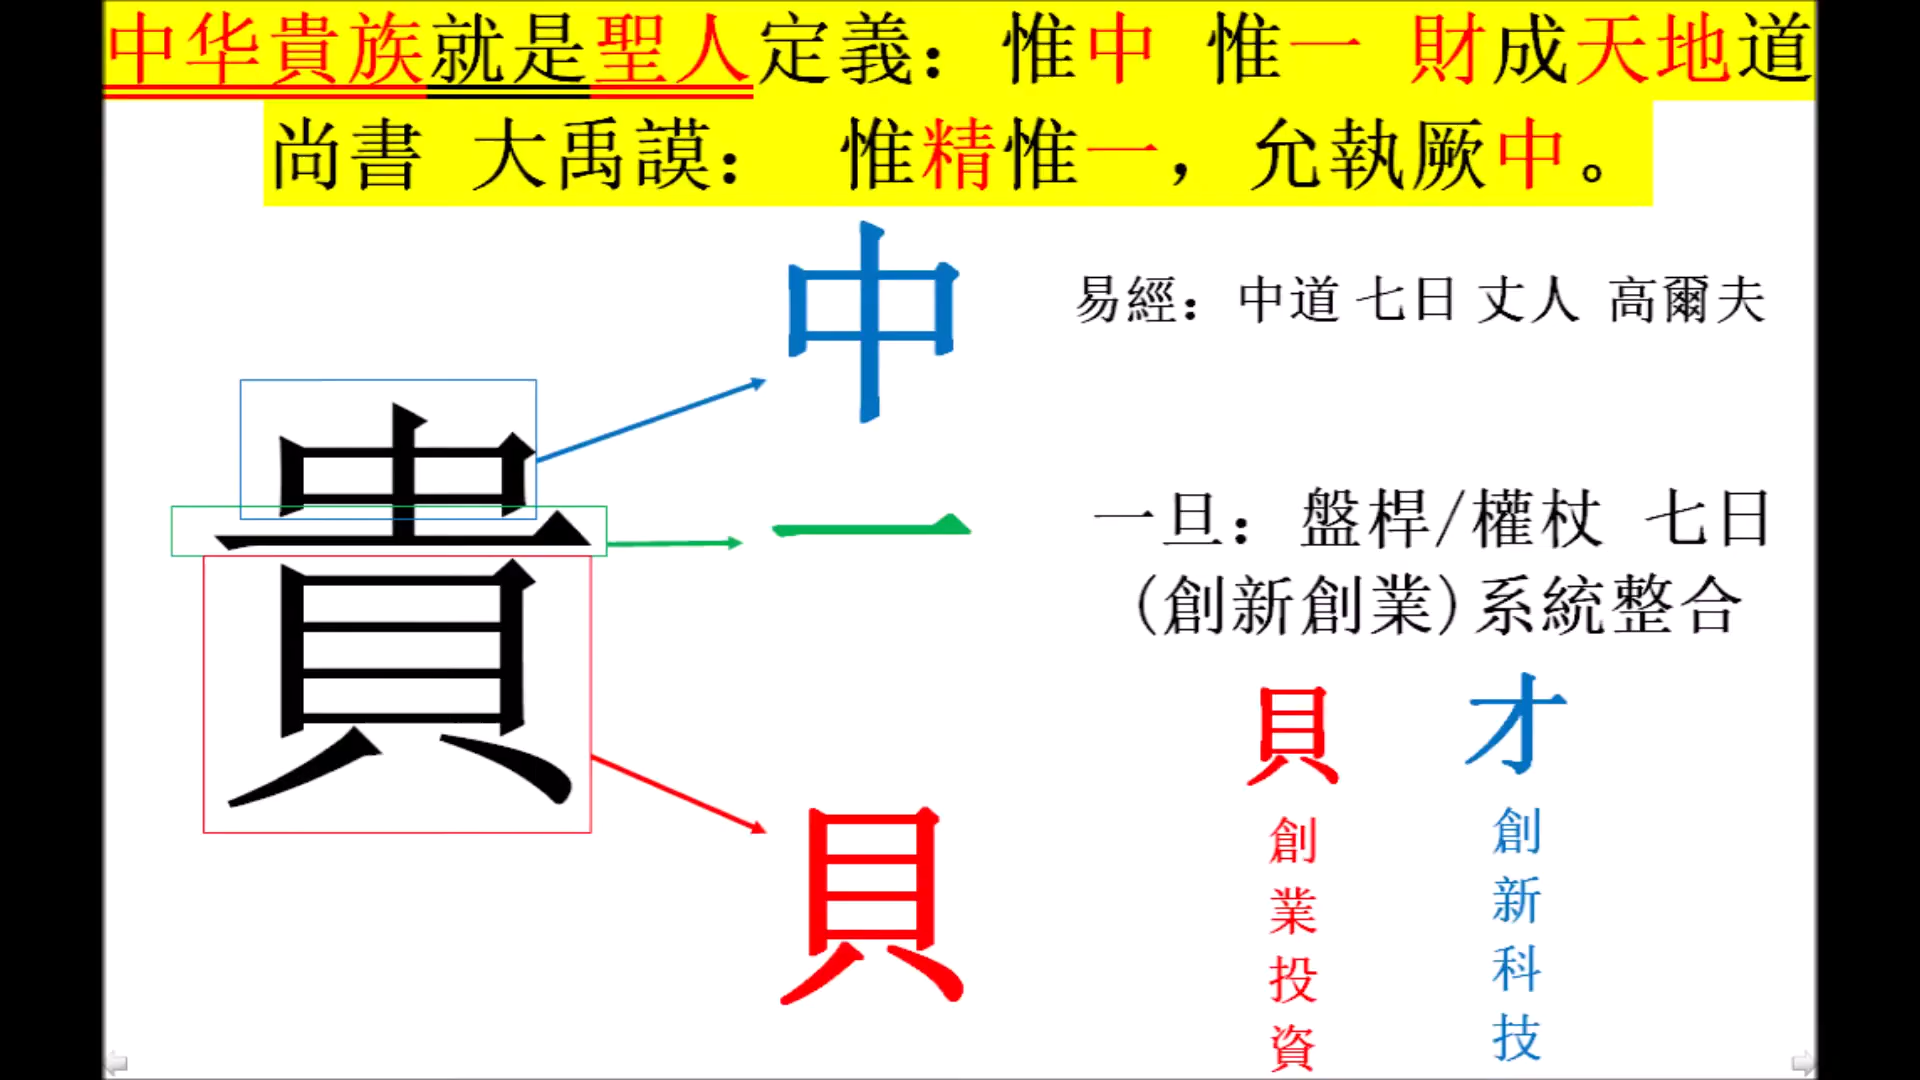 中华貴族就是聖人定義：惟中 惟一 財成天地道
尚書 大禹謨： 惟精惟一，允執厥中。
貴
中
易經：中道 七日 丈人 高爾夫
一
一旦：盤桿/權杖 七日
(創新創業)系統整合
貝
貝
創業投資
才
創新科技